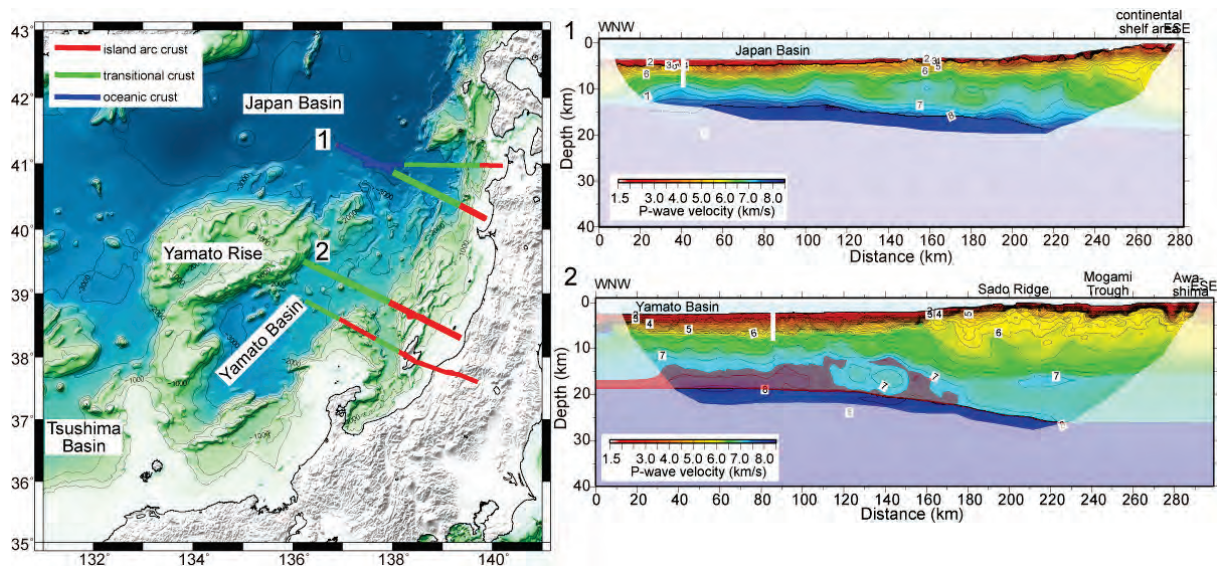 43°
42°
41°
40°
39°
38°
37°
36°
35°
132°
134°
136°
138°
140°
island arc crust
transitional crust
oceanic crust
Japan Basin
1
Yamato Rise
2
Yamato Basin
Tsushima
Basin
1
WNW
continental
shelf area
ESE
Japan Basin
Depth (km)
0
10
20
30
40
1.5 3.0 4.0 5.0 6.0 7.0 8.0
P-wave velocity (km/s)
0 20 40 60 80 100 120 140 160 180 200 220 240 260 280
Distance (km)
2
WNW
Sado Ridge
Mogami
Trough
Awa-
shima
ESE
Yamato Basin
Depth (km)
0
10
20
30
40
1.5 3.0 4.0 5.0 6.0 7.0 8.0
P-wave velocity (km/s)
0 20 40 60 80 100 120 140 160 180 200 220 240 260 280
Distance (km)